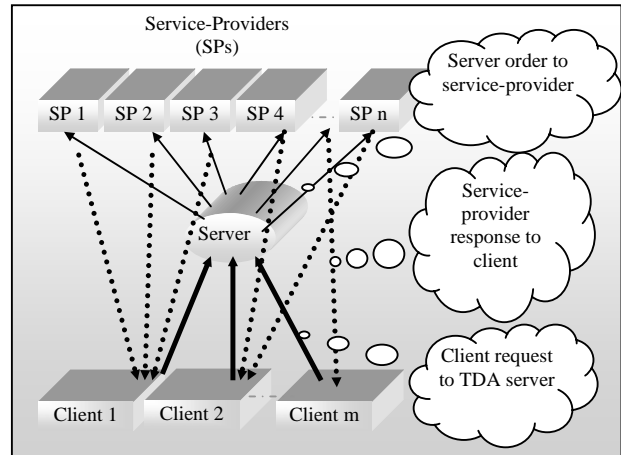 Service-Providers
(SPs)
SP 1
SP 2
SP 3
SP 4
SP n
Server order to
service-provider
Server
Service-
provider
response to
client
Client request
to TDA server
Client 1
Client 2
Client m